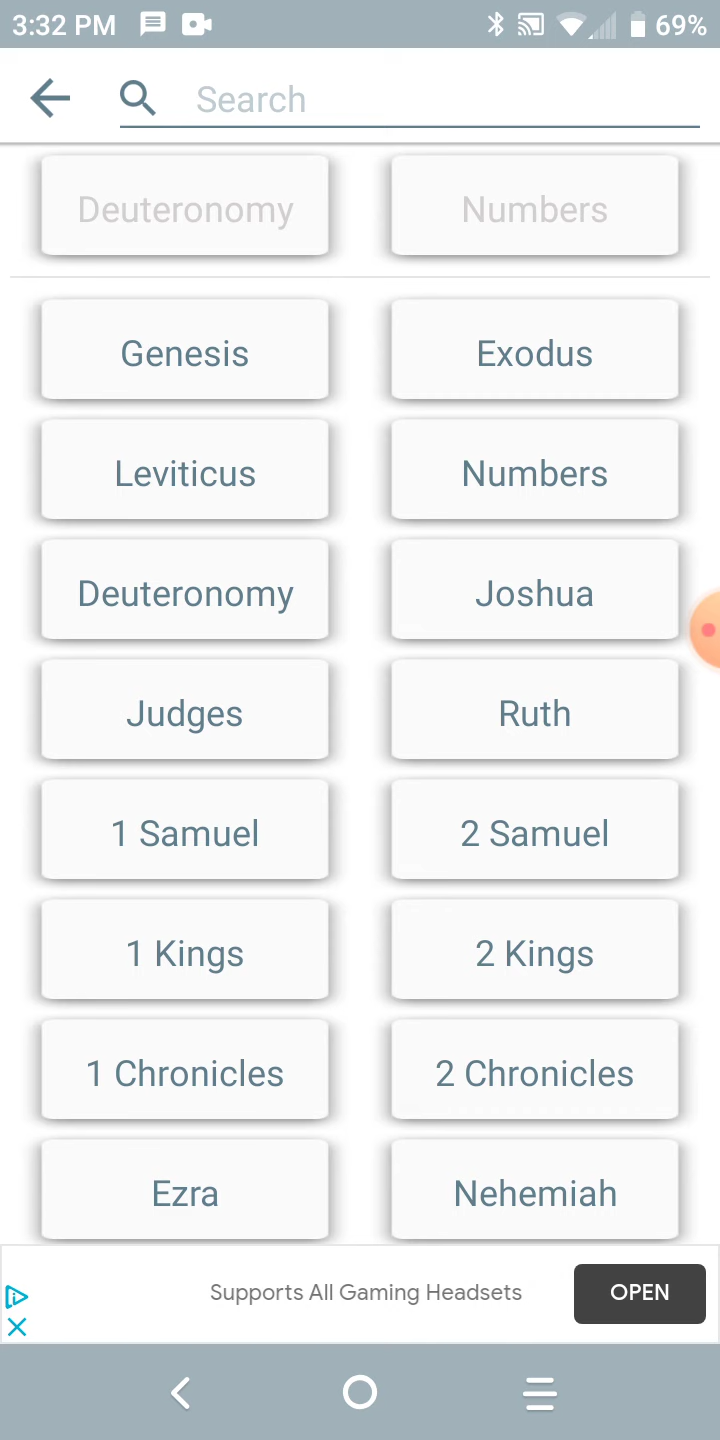 3:32 PM 69%
Search
Deuteronomy Numbers
Genesis Exodus
Leviticus Numbers
Deuteronomy Joshua
Judges Ruth
1 Samuel 2 Samuel
1 Kings 2 Kings
1 Chronicles 2 Chronicles
Ezra Nehemiah
Supports All Gaming Headsets OPEN